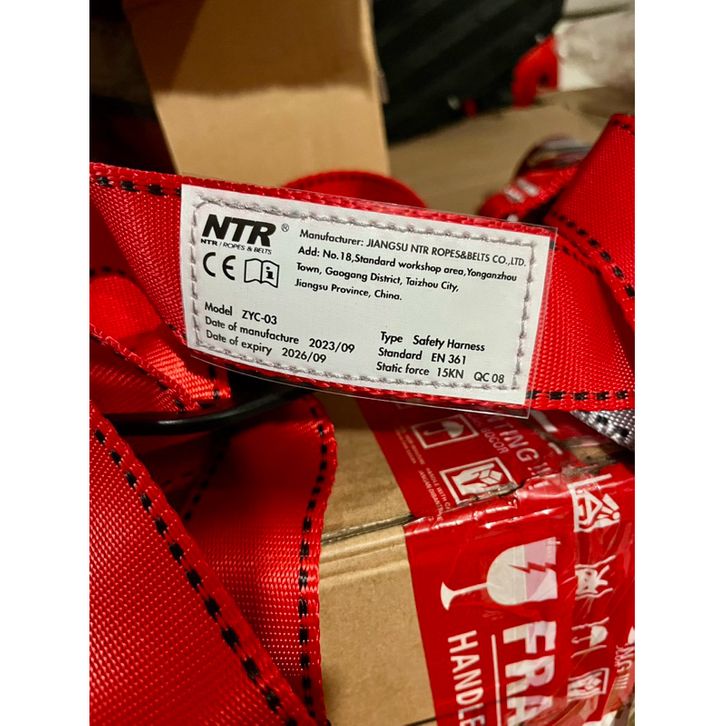 NTR®
NTR / ROPES & BELTS
Manufacturer: JIANGSU NTR ROPES&BELTS CO.,LTD.
Add: No.18,Standard workshop area,Yonganzhou
Town, Gaogang District, Taizhou City,
Jiangsu Province, China.
CE
Model ZYC-03
Date of manufacture 2023/09
Date of expiry 2026/09
Type Safety Harness
Standard EN 361
Static force 15KN QC 08
HANDLE